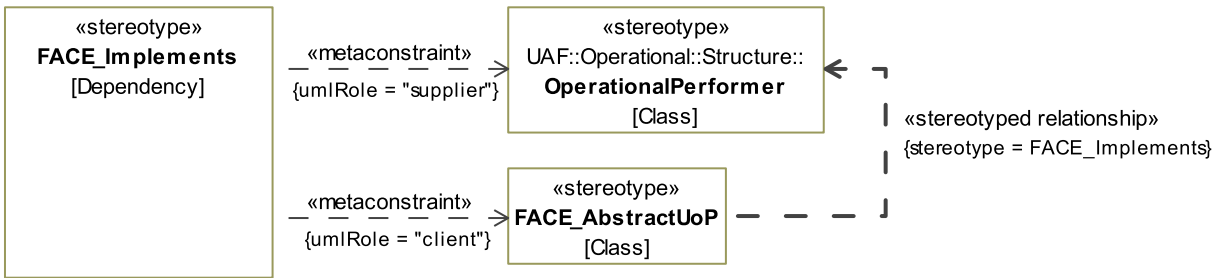 «stereotype»
FACE_Implements
[Dependency]
«metaconstraint»
{umlRole = "supplier"}
«stereotype»
UAF::Operational::Structure::
OperationalPerformer
[Class]
«stereotyped relationship»
{stereotype = FACE_Implements}
«metaconstraint»
{umlRole = "client"}
«stereotype»
FACE_AbstractUoP
[Class]